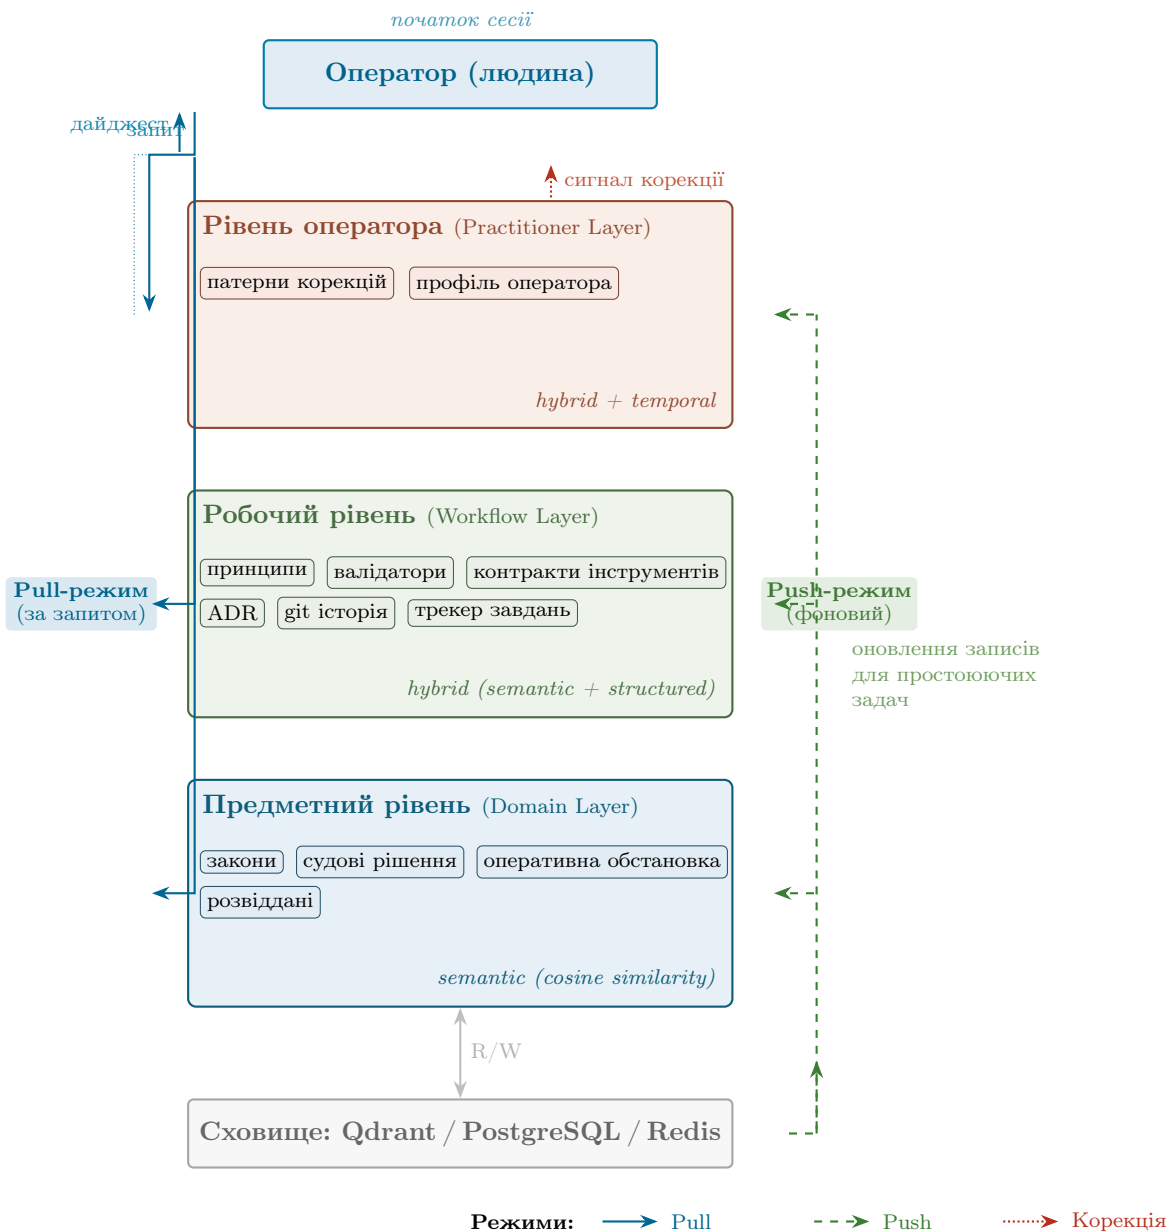 початок сесії
Оператор (людина)
дайджест
запит
сигнал корекції
Рівень оператора (Practitioner Layer)
патерни корекцій
профіль оператора
hybrid + temporal
Робочий рівень (Workflow Layer)
принципи
валідатори
контракти інструментів
ADR
git історія
трекер завдань
hybrid (semantic + structured)
Pull-режим
(за запитом)
Push-режим
(фоновий)
оновлення записів
для простоюючих
задач
Предметний рівень (Domain Layer)
закони
судові рішення
оперативна обстановка
розвіддані
semantic (cosine similarity)
R/W
Сховище: Qdrant / PostgreSQL / Redis
Режими:
Pull
Push
Корекція